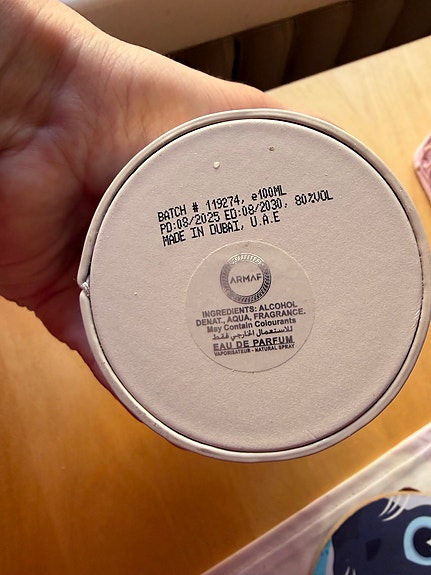 BATCH # 119274, e100ML
PD:08/2025 ED:08/2030, 80%VOL
MADE IN DUBAI, U.A.E
ARMAF
INGREDIENTS: ALCOHOL
DENAT., AQUA, FRAGRANCE.
May Contain Colourants
للاستعمال الخارجي فقط
EAU DE PARFUM
VAPORISATEUR - NATURAL SPRAY